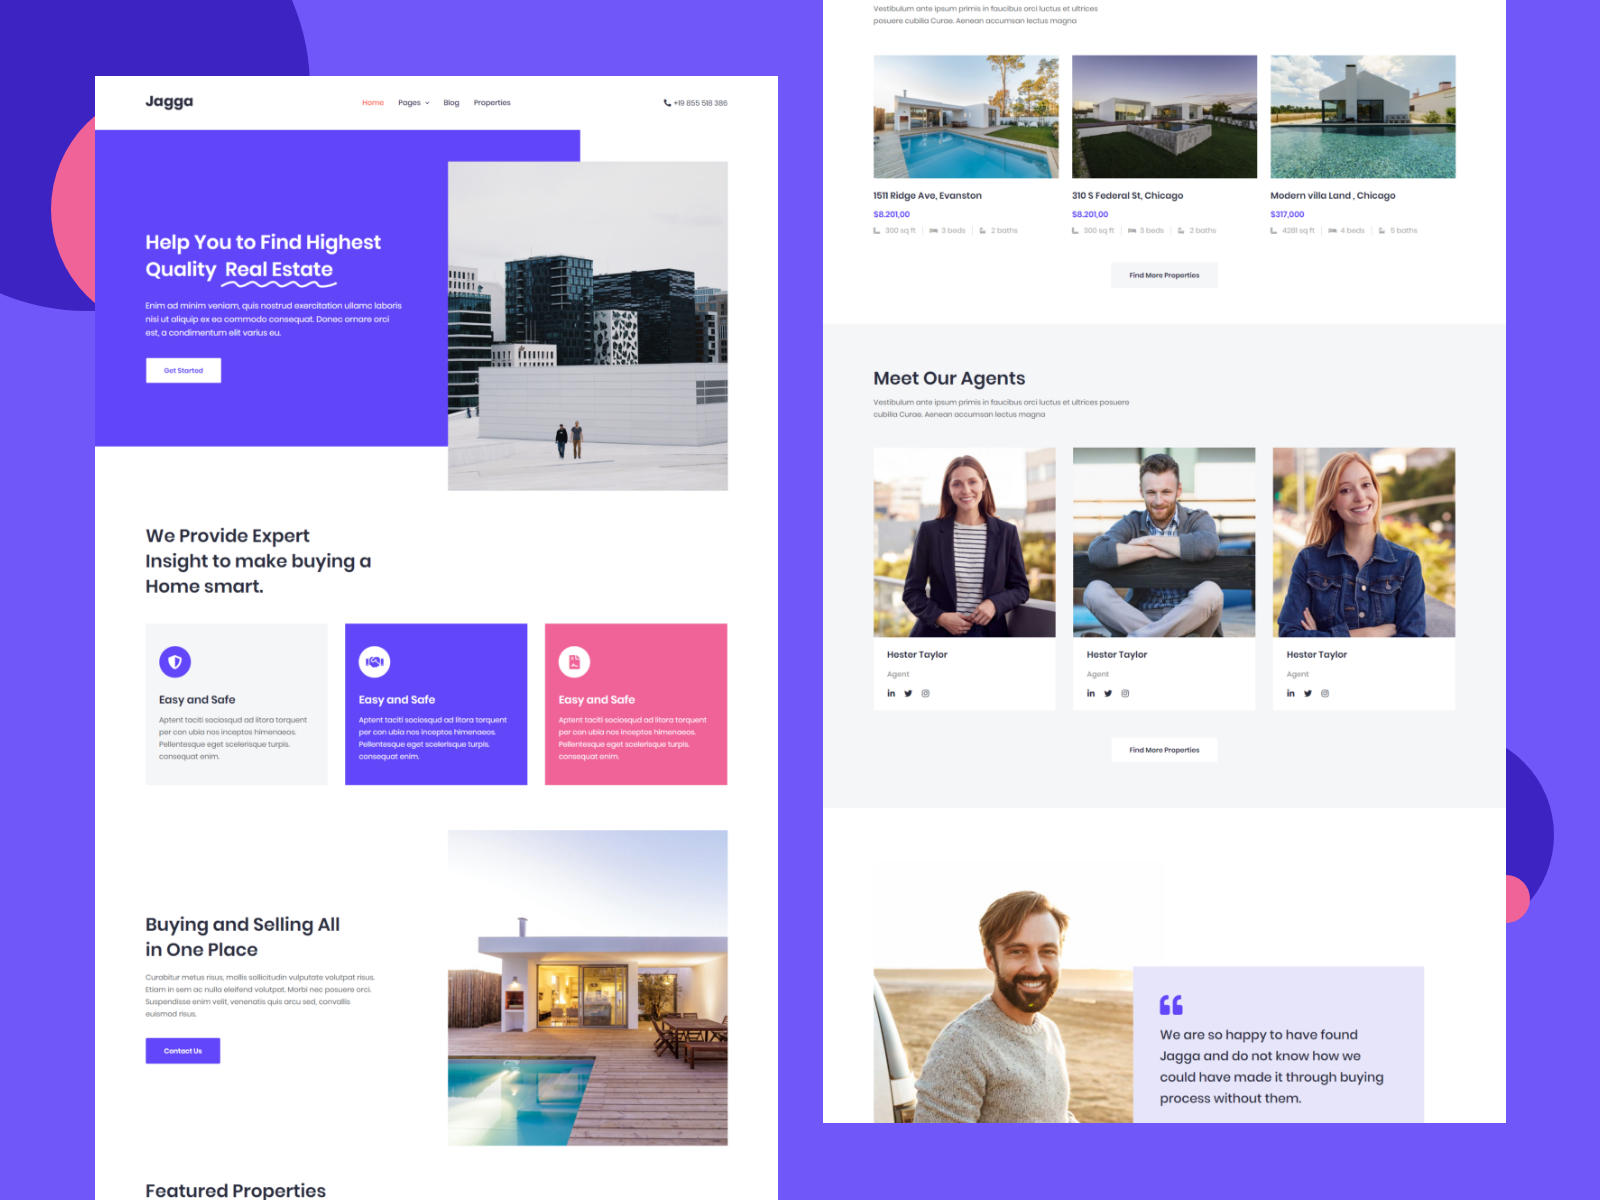 Jagga
Home Pages Blog Properties
+19 855 518 386
Help You to Find Highest
Quality Real Estate
Enim ad minim veniam, quis nostrud exercitation ullamc laboris
nisi ut aliquip ex ea commodo consequat. Donec ornare orci
est, a condimentum elit varius eu.
Get Started
We Provide Expert
Insight to make buying a
Home smart.
Easy and Safe
Aptent taciti sociosqud ad litora torquent
per con ubia nos inceptos himenaeos.
Pellentesque eget scelerisque turpis.
consequat enim.
Easy and Safe
Aptent taciti sociosqud ad litora torquent
per con ubia nos inceptos himenaeos.
Pellentesque eget scelerisque turpis.
consequat enim.
Easy and Safe
Aptent taciti sociosqud ad litora torquent
per con ubia nos inceptos himenaeos.
Pellentesque eget scelerisque turpis.
consequat enim.
Buying and Selling All
in One Place
Curabitur metus risus, mollis sollicitudin vulputate volutpat risus.
Etiam in sem ac nulla eleifend volutpat. Morbi nec posuere orci.
Suspendisse enim velit, venenatis quis arcu sed, convallis
euismod risus.
Contact Us
Featured Properties
Vestibulum ante ipsum primis in faucibus orci luctus et ultrices
posuere cubilia Curae. Aenean accumsan lectus magna
1511 Ridge Ave, Evanston
$8.201,00
300 sq ft 3 beds 2 baths
310 S Federal St, Chicago
$8.201,00
300 sq ft 3 beds 2 baths
Modern villa Land , Chicago
$317,000
4281 sq ft 4 beds 5 baths
Find More Properties
Meet Our Agents
Vestibulum ante ipsum primis in faucibus orci luctus et ultrices posuere
cubilia Curae. Aenean accumsan lectus magna
Hester Taylor
Agent
Hester Taylor
Agent
Hester Taylor
Agent
Find More Properties
We are so happy to have found
Jagga and do not know how we
could have made it through buying
process without them.